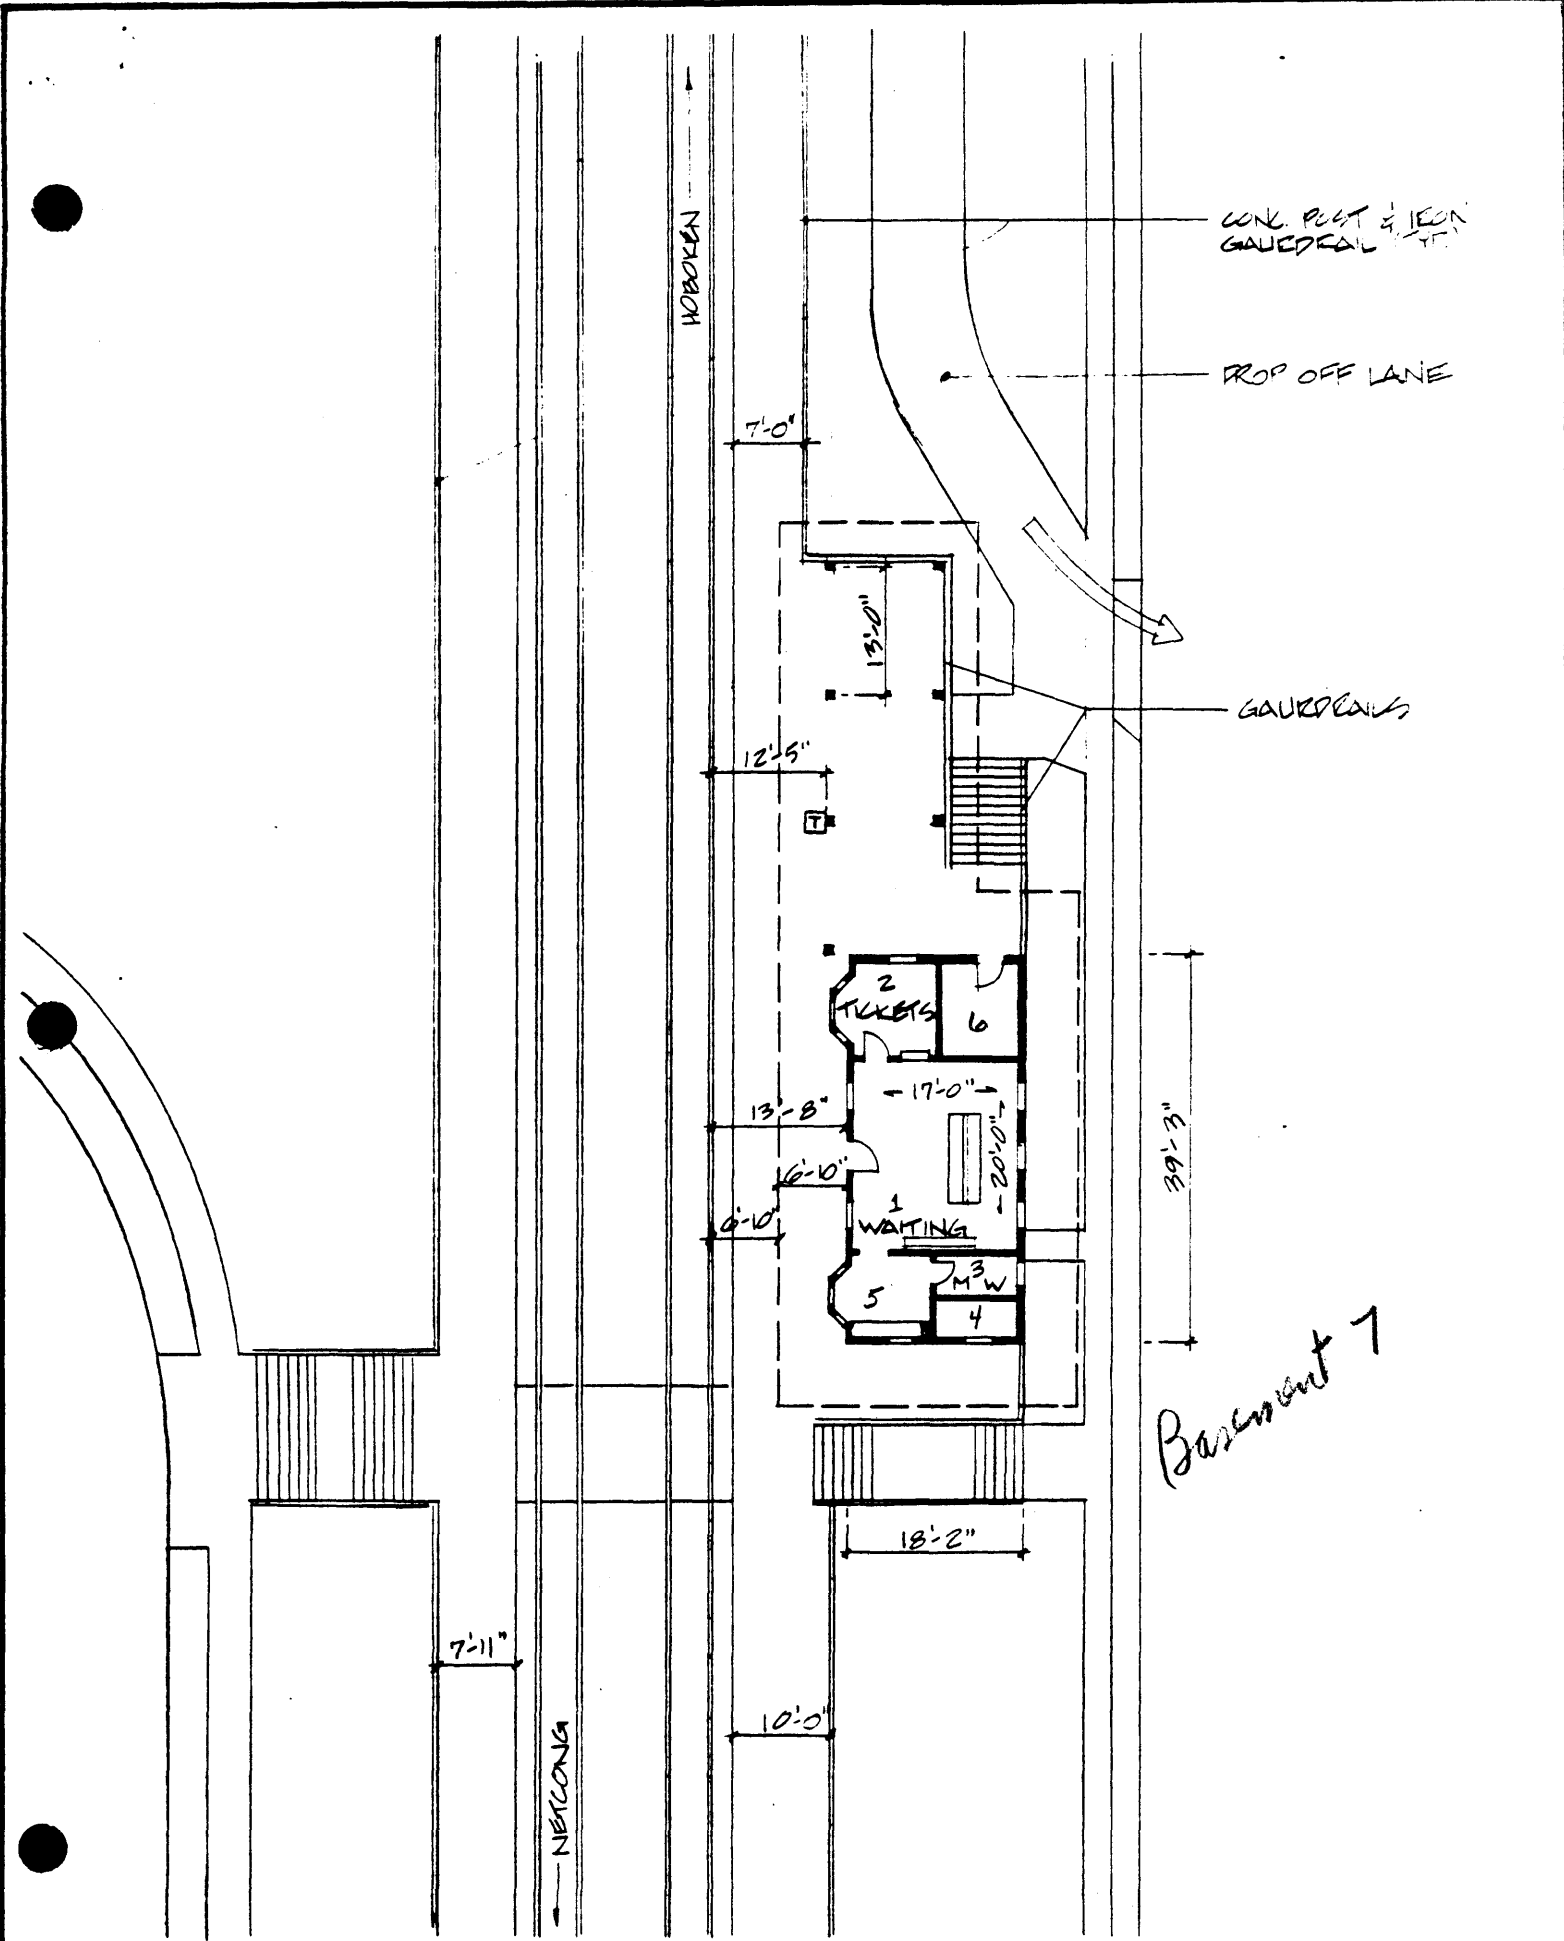 HOBOKEN
CONC. POST & IRON
GAURDRAIL
DROP OFF LANE
7'-0"
13'-0"
GAURDRAILS
12'-5"
T
2
TICKETS
6
17'-0"
13'-8"
20'-0"
39'-3"
6'-10"
6'-10"
1
WAITING
3
M W
5
4
Basement 7
18'-2"
7'-11"
10'-0"
NETCONG